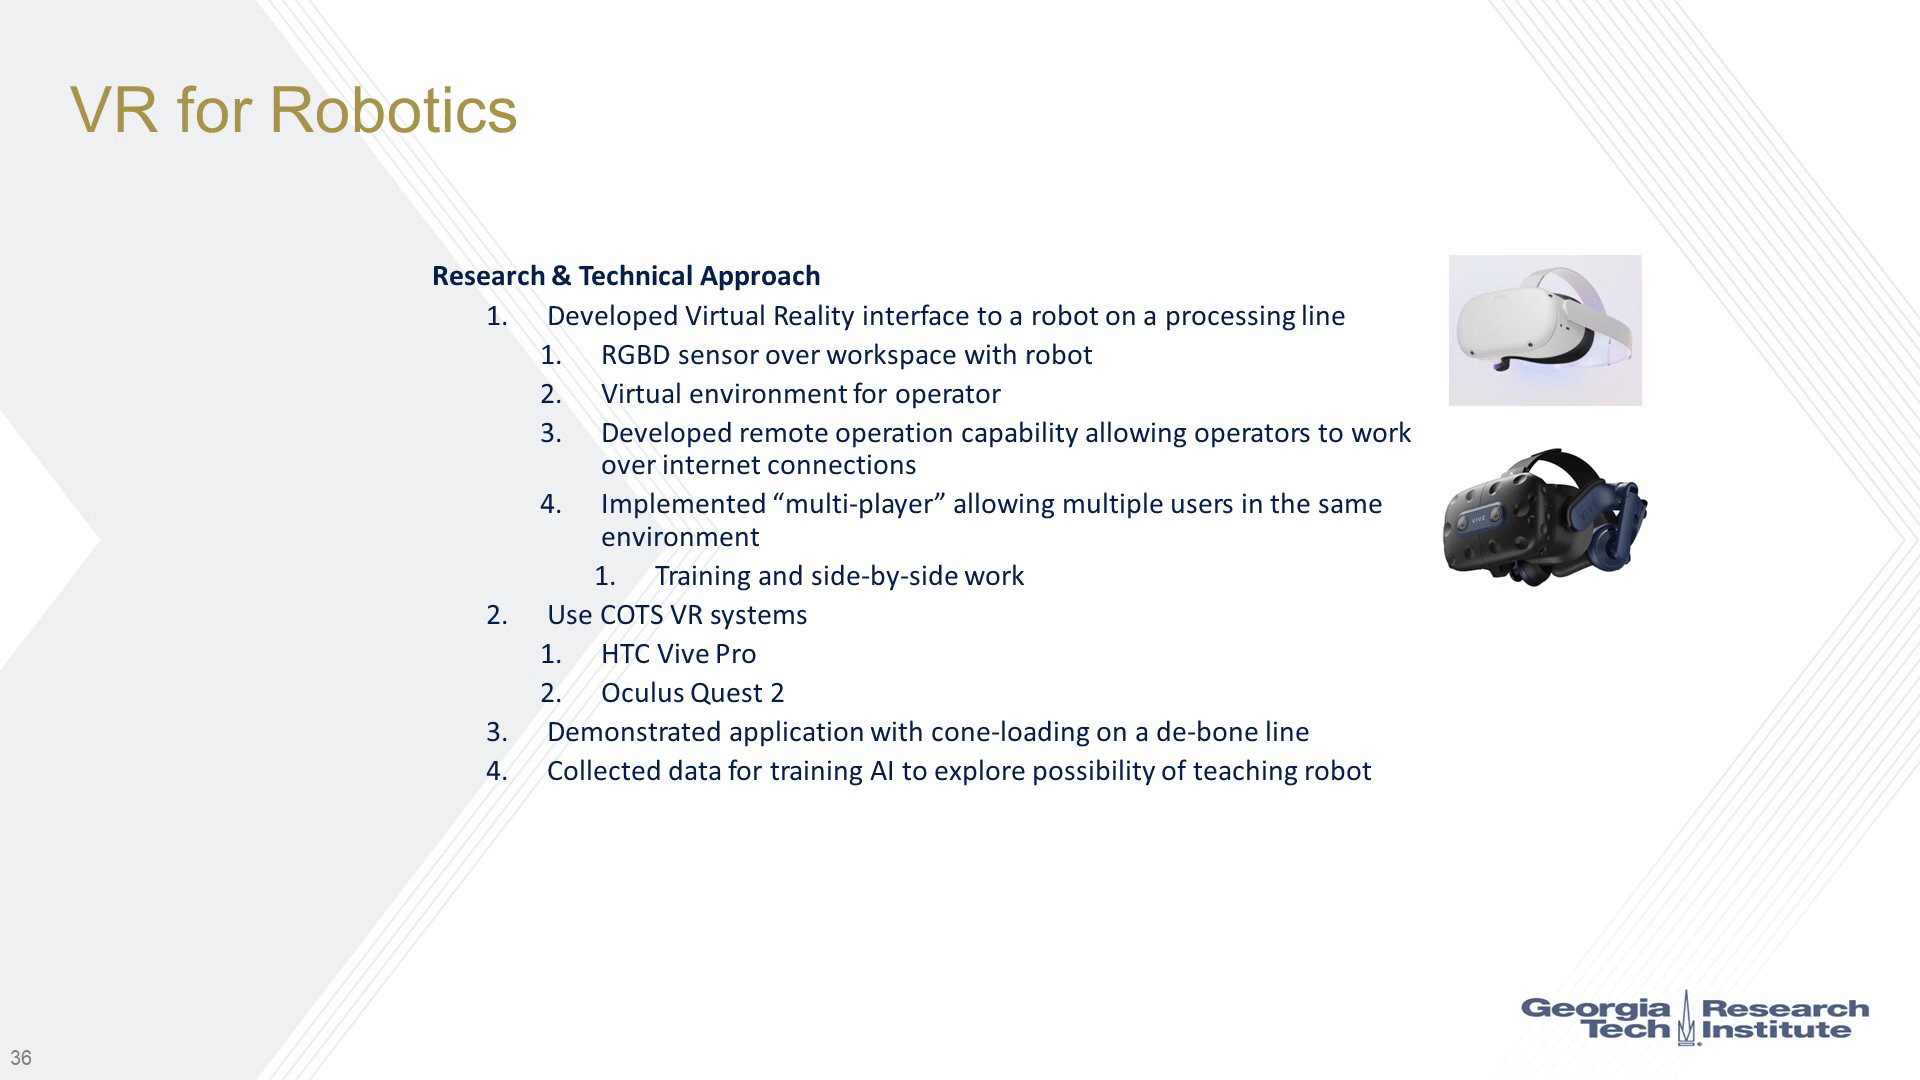 VR for Robotics
Research & Technical Approach
1. Developed Virtual Reality interface to a robot on a processing line
1. RGBD sensor over workspace with robot
2. Virtual environment for operator
3. Developed remote operation capability allowing operators to work
over internet connections
4. Implemented “multi-player” allowing multiple users in the same
environment
1. Training and side-by-side work
2. Use COTS VR systems
1. HTC Vive Pro
2. Oculus Quest 2
3. Demonstrated application with cone-loading on a de-bone line
4. Collected data for training AI to explore possibility of teaching robot
VIVE
VIVE
Georgia Research
Tech Institute
36